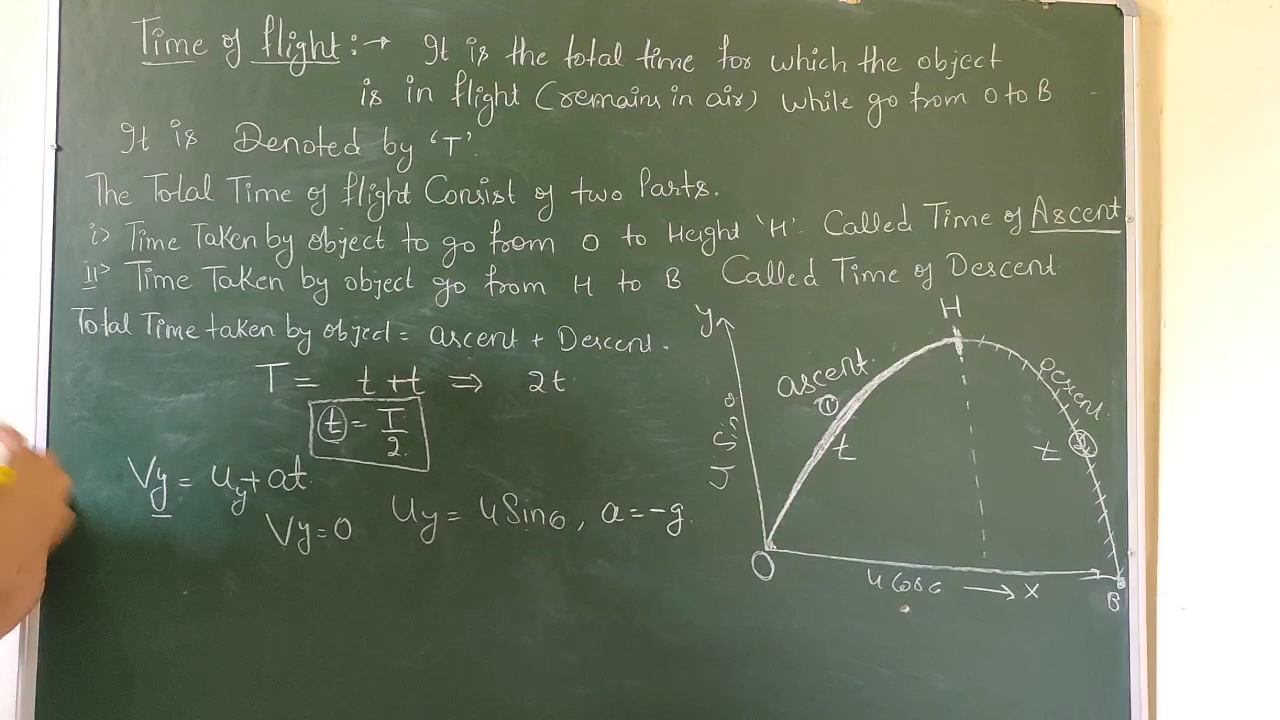 Time of flight :→ It is the total time for which the object
is in flight (remains in air) while go from O to B
It is Denoted by 'T'.
The Total Time of flight Consist of two Parts.
i> Time Taken by object to go from O to Height 'H'. Called Time of Ascent
ii> Time Taken by object go from H to B Called Time of Descent.
Total Time taken by object = ascent + Descent.
T = t + t ⇒ 2t
t = T/2.
Vy = uy + at.
Vy = 0 uy = u Sinθ, a = -g.
y
H
ascent.
①
t
t
②
O
→ x
B